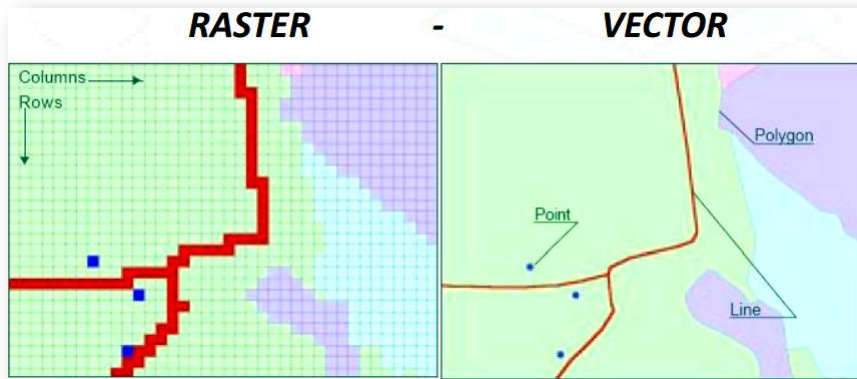 RASTER - VECTOR
Columns
Rows
Polygon
Point
Line